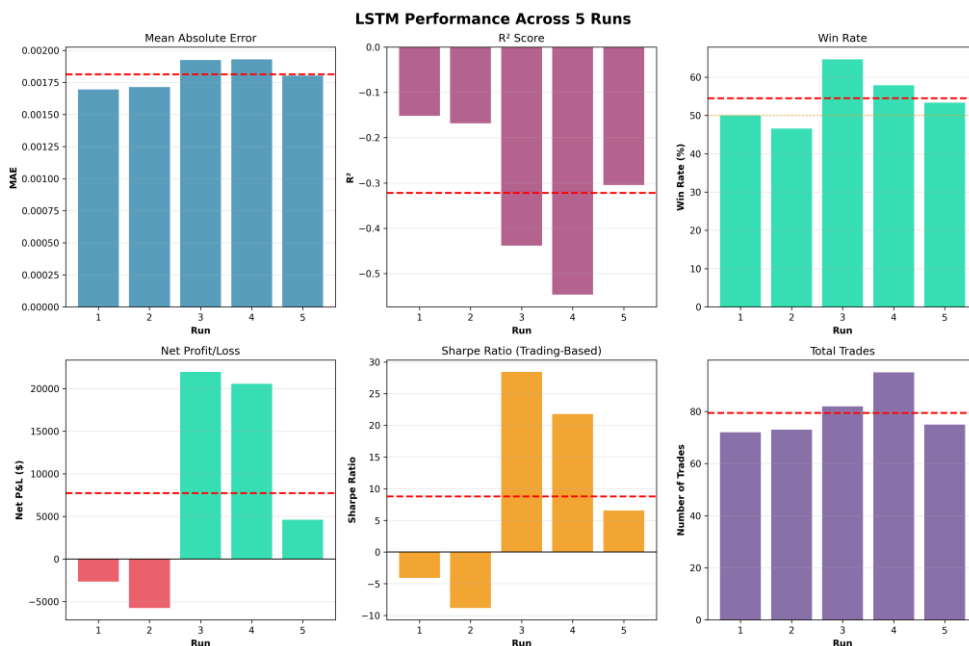 LSTM Performance Across 5 Runs
Mean Absolute Error
0.00200
0.00175
0.00150
0.00125
0.00100
0.00075
0.00050
0.00025
0.00000
MAE
1 2 3 4 5
Run
R² Score
0.0
−0.1
−0.2
−0.3
−0.4
−0.5
R²
1 2 3 4 5
Run
Win Rate
60
50
40
30
20
10
0
Win Rate (%)
1 2 3 4 5
Run
Net Profit/Loss
20000
15000
10000
5000
0
−5000
Net P&L ($)
1 2 3 4 5
Run
Sharpe Ratio (Trading-Based)
30
25
20
15
10
5
0
−5
−10
Sharpe Ratio
1 2 3 4 5
Run
Total Trades
80
60
40
20
0
Number of Trades
1 2 3 4 5
Run